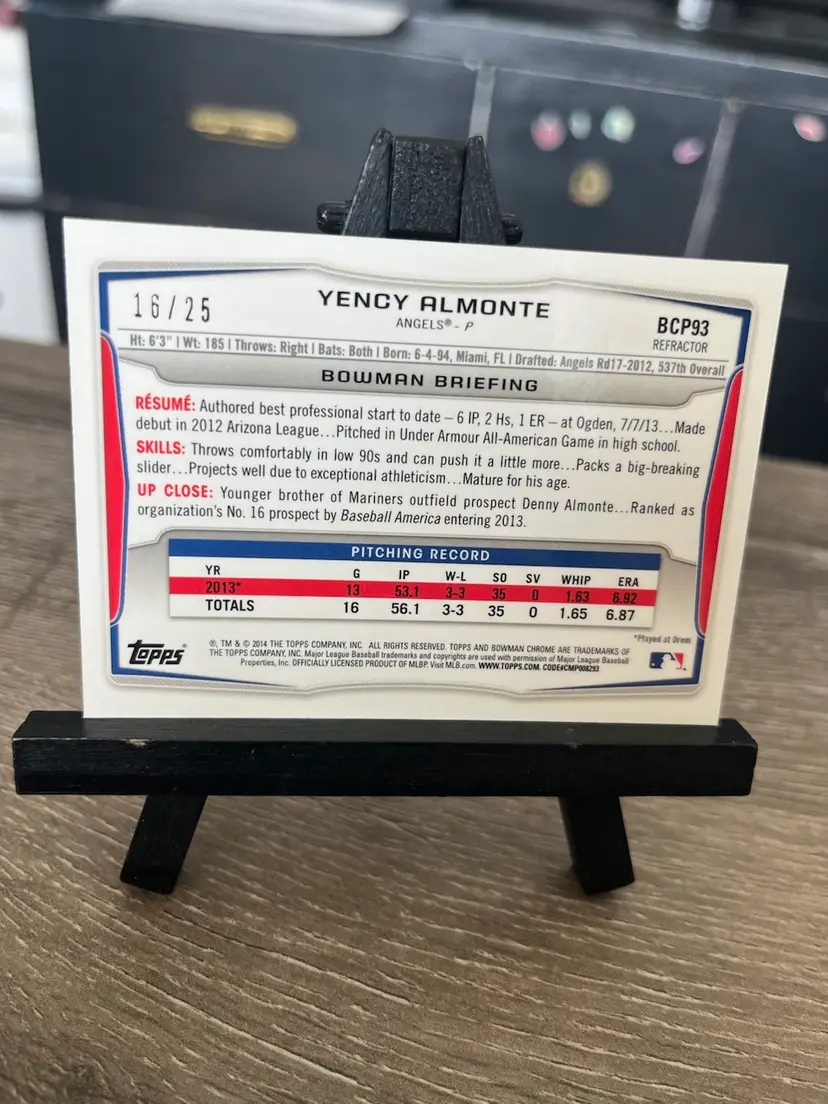 16/25
YENCY ALMONTE
ANGELS® - P
BCP93
REFRACTOR
Ht: 6'3" | Wt: 185 | Throws: Right | Bats: Both | Born: 6-4-94, Miami, FL | Drafted: Angels Rd17-2012, 537th Overall
BOWMAN BRIEFING
RÉSUMÉ: Authored best professional start to date – 6 IP, 2 Hs, 1 ER – at Ogden, 7/7/13...Made
debut in 2012 Arizona League...Pitched in Under Armour All-American Game in high school.
SKILLS: Throws comfortably in low 90s and can push it a little more...Packs a big-breaking
slider...Projects well due to exceptional athleticism...Mature for his age.
UP CLOSE: Younger brother of Mariners outfield prospect Denny Almonte...Ranked as
organization's No. 16 prospect by Baseball America entering 2013.
PITCHING RECORD
YR G IP W-L SO SV WHIP ERA
2013* 13 53.1 3-3 35 0 1.63 6.92
TOTALS 16 56.1 3-3 35 0 1.65 6.87
*Played at Orem
Topps®
®, TM & © 2014 THE TOPPS COMPANY, INC. ALL RIGHTS RESERVED. TOPPS AND BOWMAN CHROME ARE TRADEMARKS OF
THE TOPPS COMPANY, INC. Major League Baseball trademarks and copyrights are used with permission of Major League Baseball
Properties, Inc. OFFICIALLY LICENSED PRODUCT OF MLBP. Visit MLB.com. WWW.TOPPS.COM. CODE#CMP008293